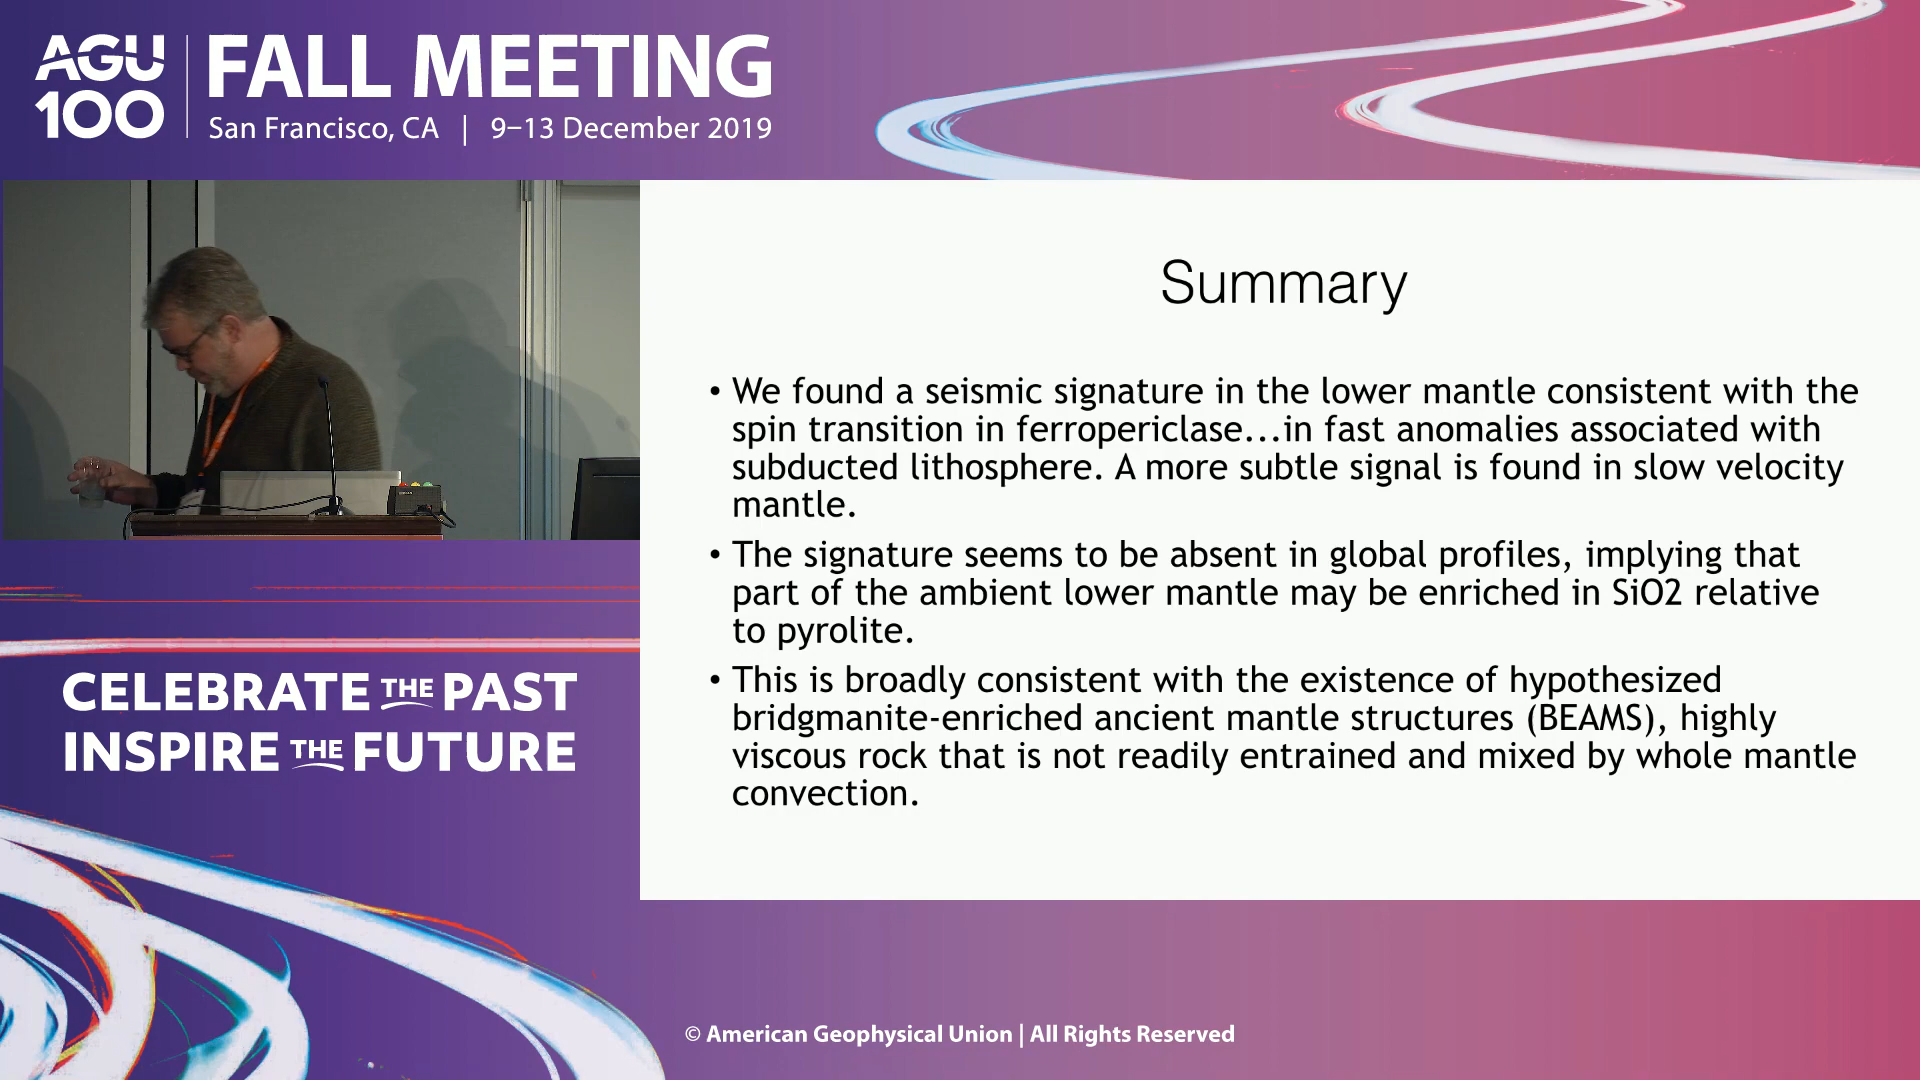 AGU
100
FALL MEETING
San Francisco, CA | 9–13 December 2019
Summary
• We found a seismic signature in the lower mantle consistent with the
spin transition in ferropericlase...in fast anomalies associated with
subducted lithosphere. A more subtle signal is found in slow velocity
mantle.
• The signature seems to be absent in global profiles, implying that
part of the ambient lower mantle may be enriched in SiO2 relative
to pyrolite.
• This is broadly consistent with the existence of hypothesized
bridgmanite-enriched ancient mantle structures (BEAMS), highly
viscous rock that is not readily entrained and mixed by whole mantle
convection.
CELEBRATE THE PAST
INSPIRE THE FUTURE
© American Geophysical Union | All Rights Reserved